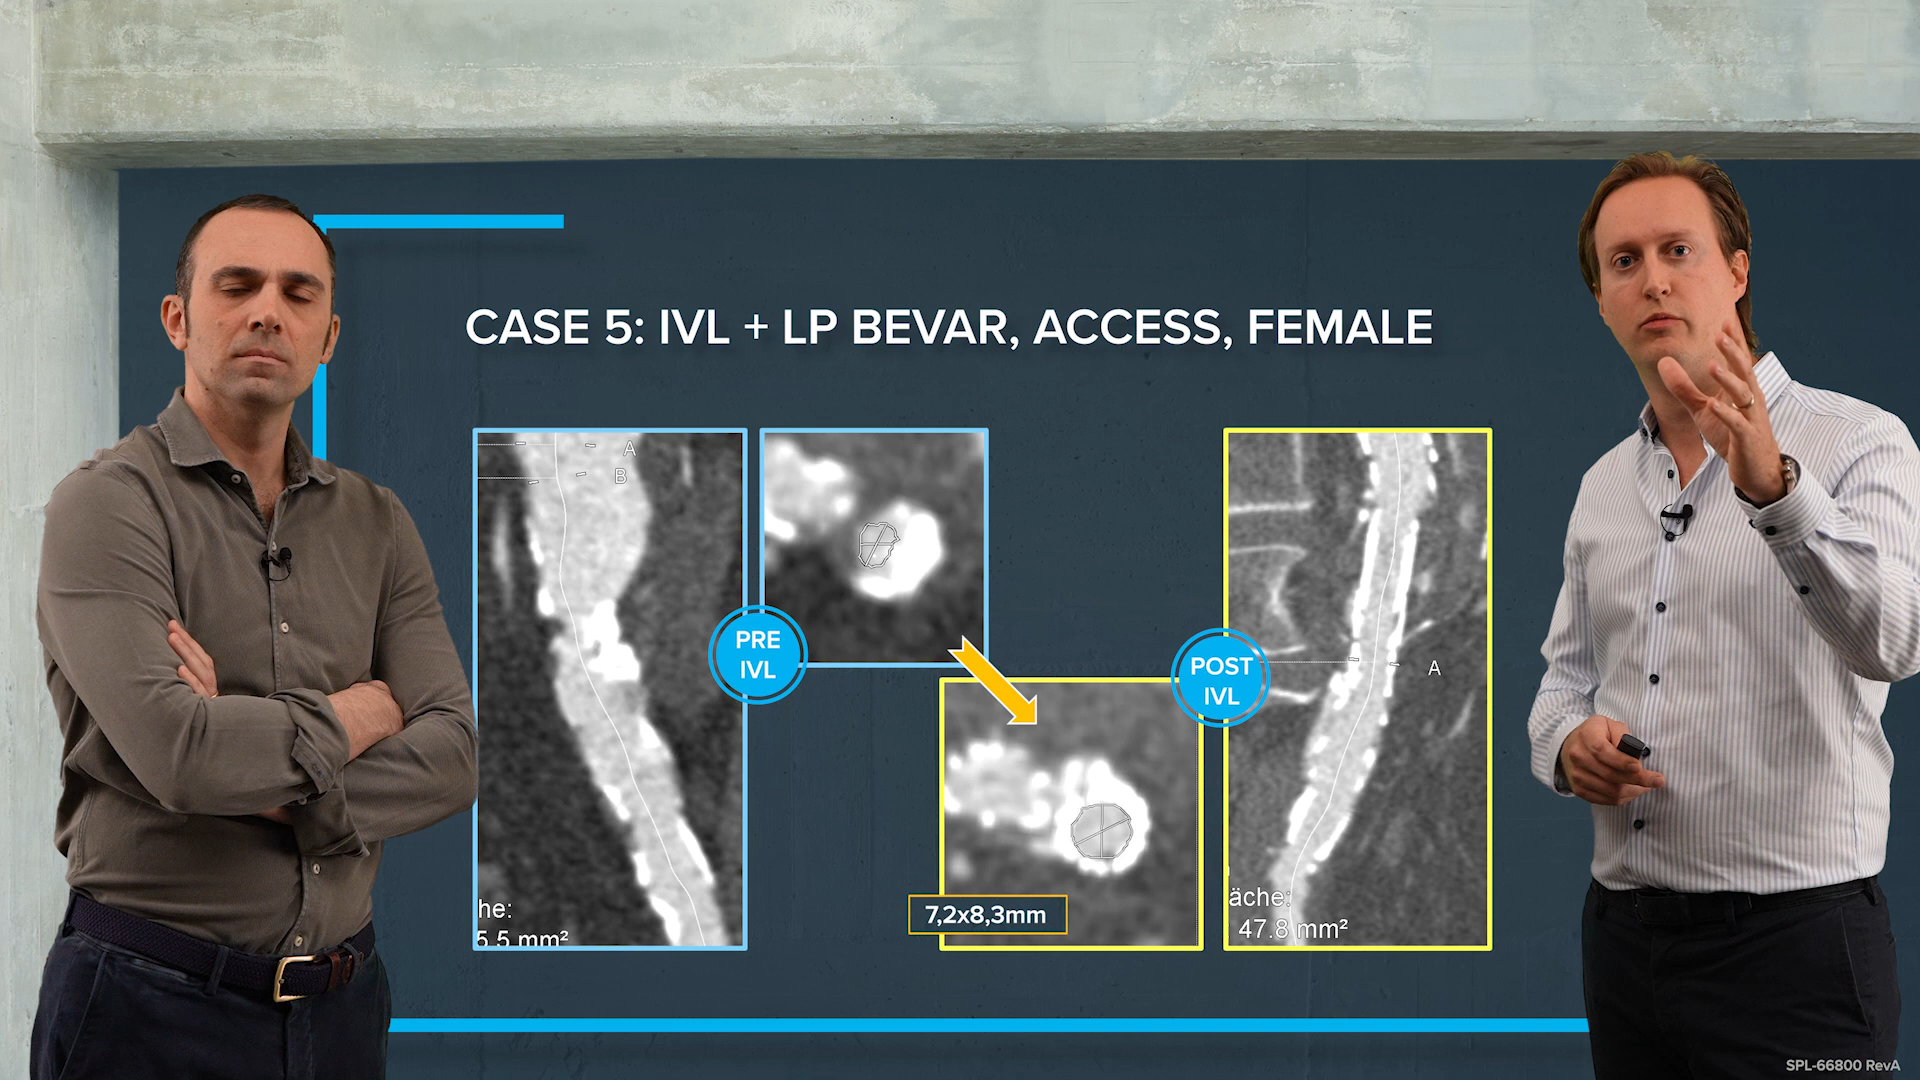 CASE 5: IVL + LP BEVAR, ACCESS, FEMALE
A
B
PRE
IVL
POST
IVL
A
he:
5.5 mm²
7,2x8,3mm
äche:
47.8 mm²
SPL-66800 RevA